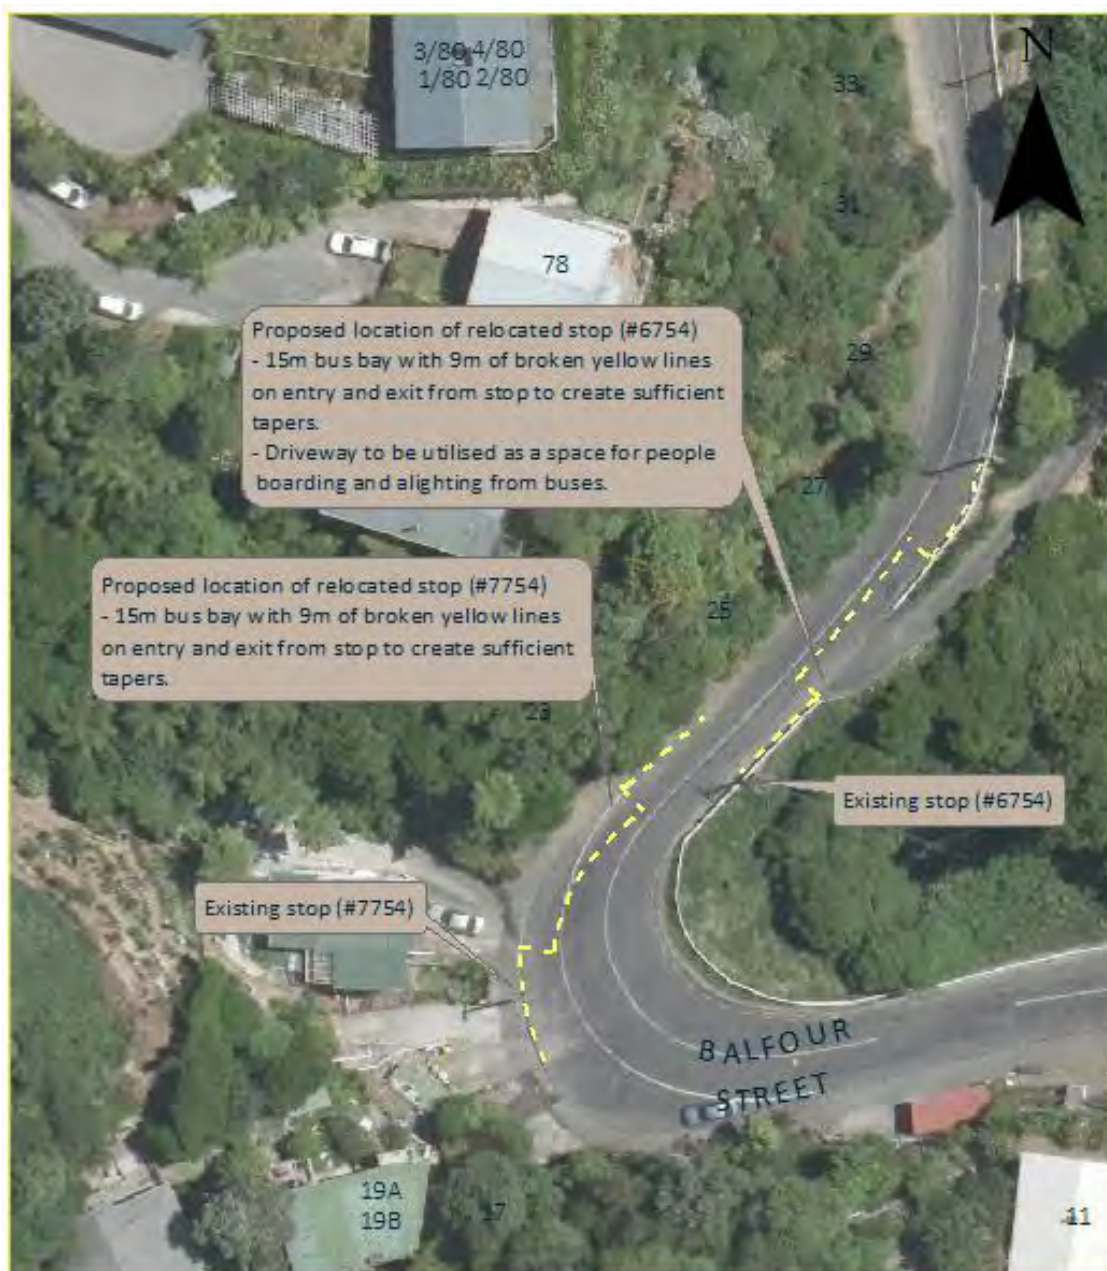 N
3/80 4/80
1/80 2/80
33
31
78
Proposed location of relocated stop (#6754)
- 15m bus bay with 9m of broken yellow lines
on entry and exit from stop to create sufficient
tapers.
- Driveway to be utilised as a space for people
boarding and alighting from buses.
29
27
Proposed location of relocated stop (#7754)
- 15m bus bay with 9m of broken yellow lines
on entry and exit from stop to create sufficient
tapers.
25
23
Existing stop (#6754)
Existing stop (#7754)
BALFOUR
STREET
19A
19B
17
11